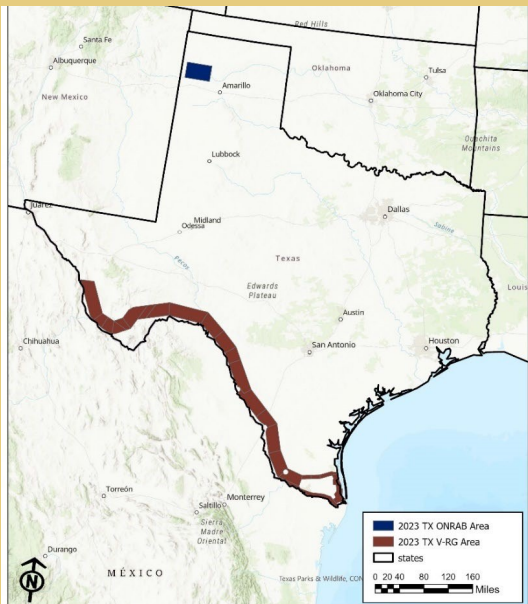 Red Hills
Santa Fe
Albuquerque
Oklahoma
Tulsa
Amarillo
New Mexico
Oklahoma City
Ouachita
Mountains
Lubbock
Juárez
Dallas
Midland
Odessa
Sabine
Pecos
Texas
Edwards
Plateau
Louis
Austin
Chihuahua
San Antonio
Houston
Torreón
Monterrey
Saltillo
Sierra
Madre
Oriental
Durango
MÉXICO
N
Texas Parks & Wildlife, CON
2023 TX ONRAB Area
2023 TX V-RG Area
states
0 20 40 80 120 160
Miles